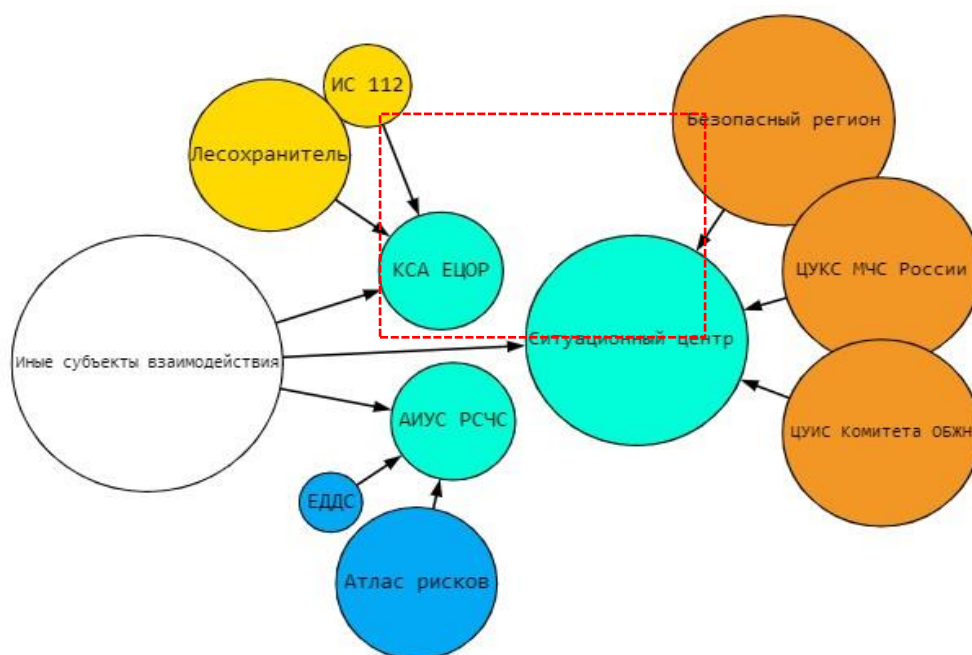 ИС 112
Лесохранитель
Безопасный регион
КСА ЕЦОР
ЦУКС МЧС России
Ситуационный центр
Иные субъекты взаимодействия
АИУС РСЧС
ЦУИС Комитета ОБЖН
ЕДДС
Атлас рисков